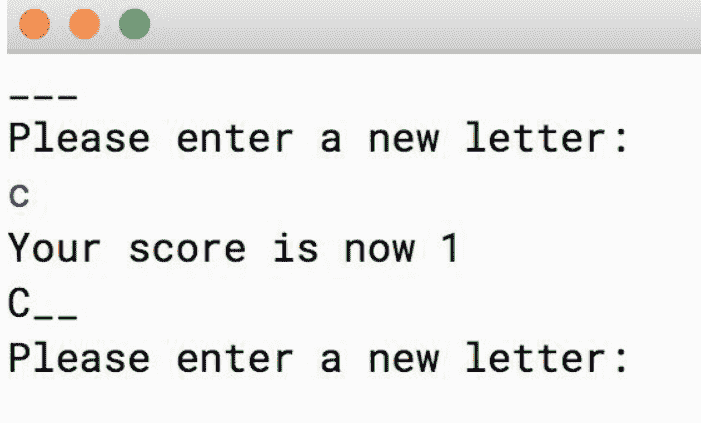 ___
Please enter a new letter:
c
Your score is now 1
C__
Please enter a new letter: